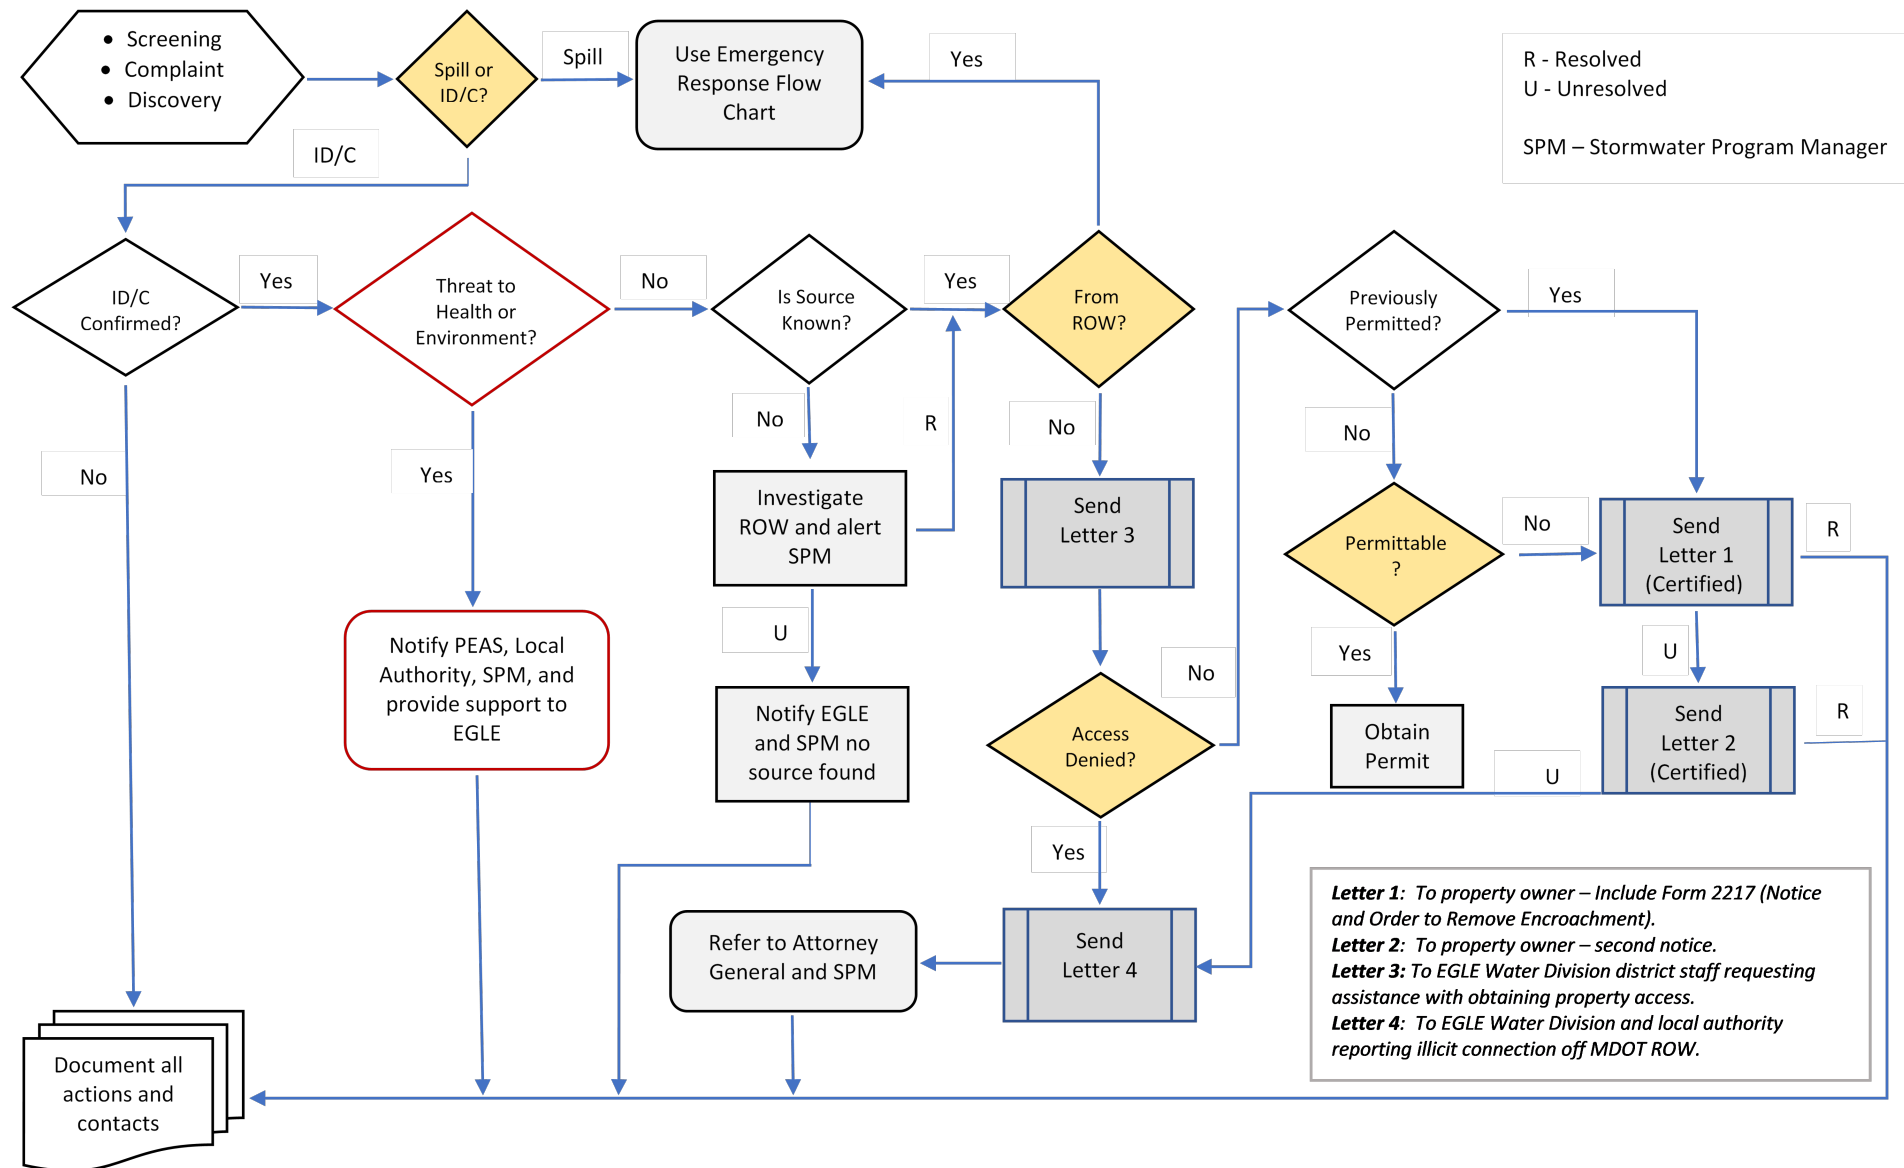 • Screening
• Complaint
• Discovery
Spill or
ID/C?
Spill
Use Emergency
Response Flow
Chart
Yes
R - Resolved
U - Unresolved
SPM – Stormwater Program Manager
ID/C
ID/C
Confirmed?
Yes
Threat to
Health or
Environment?
No
Is Source
Known?
Yes
From
ROW?
Previously
Permitted?
Yes
No
Yes
No
R
No
No
Investigate
ROW and alert
SPM
Send
Letter 3
Permittable
?
No
Send
Letter 1
(Certified)
R
U
Notify PEAS, Local
Authority, SPM, and
provide support to
EGLE
Notify EGLE
and SPM no
source found
No
Access
Denied?
Yes
Obtain
Permit
U
Send
Letter 2
(Certified)
R
U
Yes
Refer to Attorney
General and SPM
Send
Letter 4
Letter 1: To property owner – Include Form 2217 (Notice
and Order to Remove Encroachment).
Letter 2: To property owner – second notice.
Letter 3: To EGLE Water Division district staff requesting
assistance with obtaining property access.
Letter 4: To EGLE Water Division and local authority
reporting illicit connection off MDOT ROW.
Document all
actions and
contacts